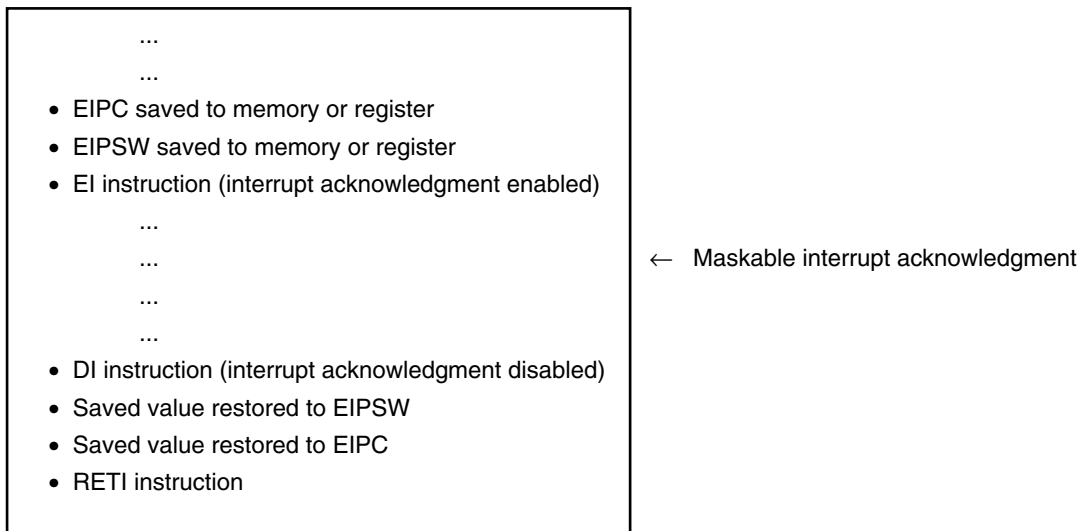 ...
...
• EIPC saved to memory or register
• EIPSW saved to memory or register
• EI instruction (interrupt acknowledgment enabled)
...
...
← Maskable interrupt acknowledgment
...
...
• DI instruction (interrupt acknowledgment disabled)
• Saved value restored to EIPSW
• Saved value restored to EIPC
• RETI instruction